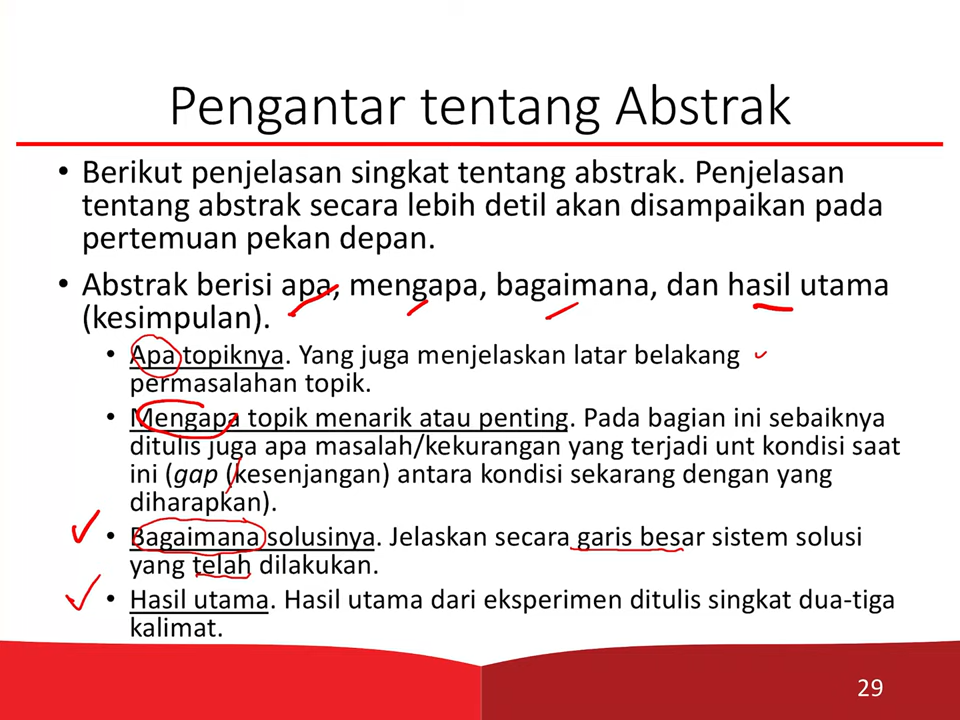 Pengantar tentang Abstrak
• Berikut penjelasan singkat tentang abstrak. Penjelasan
tentang abstrak secara lebih detil akan disampaikan pada
pertemuan pekan depan.
• Abstrak berisi apa, mengapa, bagaimana, dan hasil utama
(kesimpulan).
• Apa topiknya. Yang juga menjelaskan latar belakang
permasalahan topik.
• Mengapa topik menarik atau penting. Pada bagian ini sebaiknya
ditulis juga apa masalah/kekurangan yang terjadi unt kondisi saat
ini (gap (kesenjangan) antara kondisi sekarang dengan yang
diharapkan).
• Bagaimana solusinya. Jelaskan secara garis besar sistem solusi
yang telah dilakukan.
• Hasil utama. Hasil utama dari eksperimen ditulis singkat dua-tiga
kalimat.
29